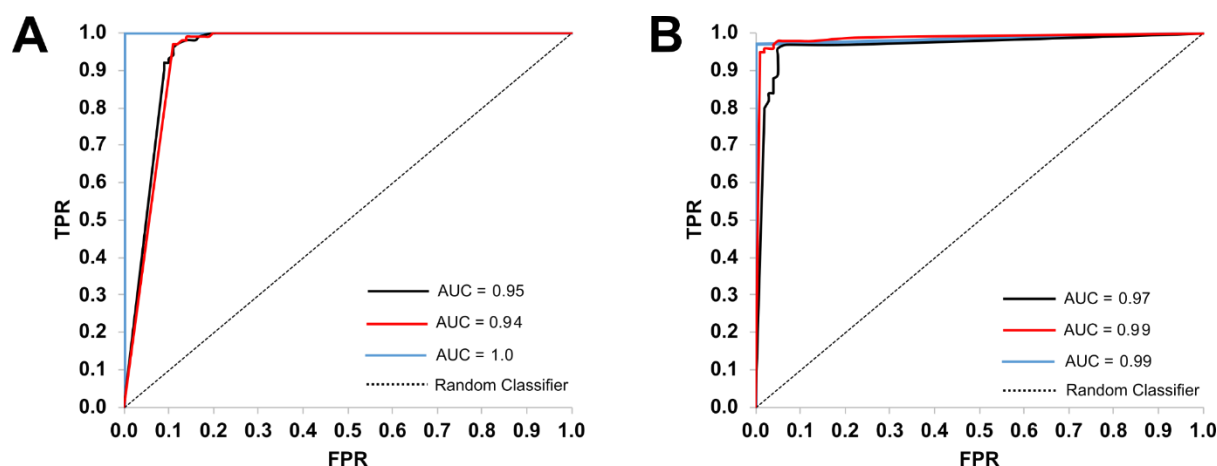 A
TPR
1.0
0.9
0.8
0.7
0.6
0.5
0.4
0.3
0.2
0.1
0.0
AUC = 0.95
AUC = 0.94
AUC = 1.0
Random Classifier
0.0 0.1 0.2 0.3 0.4 0.5 0.6 0.7 0.8 0.9 1.0
FPR
B
TPR
1.0
0.9
0.8
0.7
0.6
0.5
0.4
0.3
0.2
0.1
0.0
AUC = 0.97
AUC = 0.99
AUC = 0.99
Random Classifier
0.0 0.1 0.2 0.3 0.4 0.5 0.6 0.7 0.8 0.9 1.0
FPR